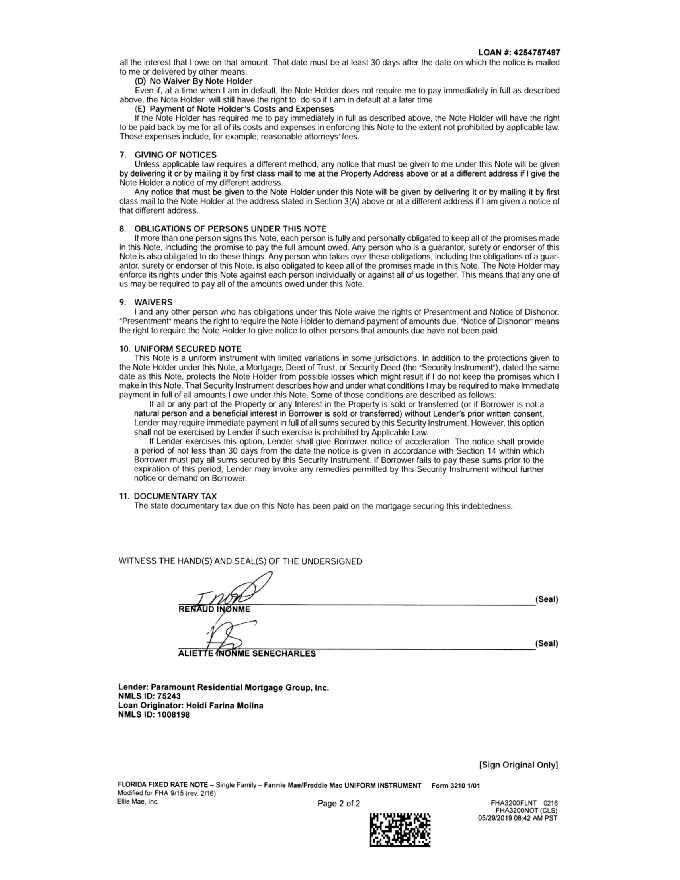 LOAN #: 4254757497
all the interest that I owe on that amount. That date must be at least 30 days after the date on which the notice is mailed
to me or delivered by other means.
(D) No Waiver By Note Holder
Even if, at a time when I am in default, the Note Holder does not require me to pay immediately in full as described
above, the Note Holder will still have the right to do so if I am in default at a later time.
(E) Payment of Note Holder's Costs and Expenses
If the Note Holder has required me to pay immediately in full as described above, the Note Holder will have the right
to be paid back by me for all of its costs and expenses in enforcing this Note to the extent not prohibited by applicable law.
Those expenses include, for example, reasonable attorneys' fees.
7. GIVING OF NOTICES
Unless applicable law requires a different method, any notice that must be given to me under this Note will be given
by delivering it or by mailing it by first class mail to me at the Property Address above or at a different address if I give the
Note Holder a notice of my different address.
Any notice that must be given to the Note Holder under this Note will be given by delivering it or by mailing it by first
class mail to the Note Holder at the address stated in Section 3(A) above or at a different address if I am given a notice of
that different address.
8. OBLIGATIONS OF PERSONS UNDER THIS NOTE
If more than one person signs this Note, each person is fully and personally obligated to keep all of the promises made
in this Note, including the promise to pay the full amount owed. Any person who is a guarantor, surety or endorser of this
Note is also obligated to do these things. Any person who takes over these obligations, including the obligations of a guar-
antor, surety or endorser of this Note, is also obligated to keep all of the promises made in this Note. The Note Holder may
enforce its rights under this Note against each person individually or against all of us together. This means that any one of
us may be required to pay all of the amounts owed under this Note.
9. WAIVERS
I and any other person who has obligations under this Note waive the rights of Presentment and Notice of Dishonor.
"Presentment" means the right to require the Note Holder to demand payment of amounts due. "Notice of Dishonor" means
the right to require the Note Holder to give notice to other persons that amounts due have not been paid.
10. UNIFORM SECURED NOTE
This Note is a uniform instrument with limited variations in some jurisdictions. In addition to the protections given to
the Note Holder under this Note, a Mortgage, Deed of Trust, or Security Deed (the "Security Instrument"), dated the same
date as this Note, protects the Note Holder from possible losses which might result if I do not keep the promises which I
make in this Note. That Security Instrument describes how and under what conditions I may be required to make immediate
payment in full of all amounts I owe under this Note. Some of those conditions are described as follows:
If all or any part of the Property or any Interest in the Property is sold or transferred (or if Borrower is not a
natural person and a beneficial interest in Borrower is sold or transferred) without Lender's prior written consent,
Lender may require immediate payment in full of all sums secured by this Security Instrument. However, this option
shall not be exercised by Lender if such exercise is prohibited by Applicable Law.
If Lender exercises this option, Lender shall give Borrower notice of acceleration. The notice shall provide
a period of not less than 30 days from the date the notice is given in accordance with Section 14 within which
Borrower must pay all sums secured by this Security Instrument. If Borrower fails to pay these sums prior to the
expiration of this period, Lender may invoke any remedies permitted by this Security Instrument without further
notice or demand on Borrower.
11. DOCUMENTARY TAX
The state documentary tax due on this Note has been paid on the mortgage securing this indebtedness.
WITNESS THE HAND(S) AND SEAL(S) OF THE UNDERSIGNED
(Seal)
RENAUD INONME
(Seal)
ALIETTE INONME SENECHARLES
Lender: Paramount Residential Mortgage Group, Inc.
NMLS ID: 75243
Loan Originator: Heidi Farina Molina
NMLS ID: 1008198
[Sign Original Only]
FLORIDA FIXED RATE NOTE – Single Family – Fannie Mae/Freddie Mac UNIFORM INSTRUMENT Form 3210 1/01
Modified for FHA 9/15 (rev. 2/16)
Ellie Mae, Inc.
Page 2 of 2
FHA3200FLNT 0216
FHA3200NOT (CLS)
05/29/2019 08:42 AM PST